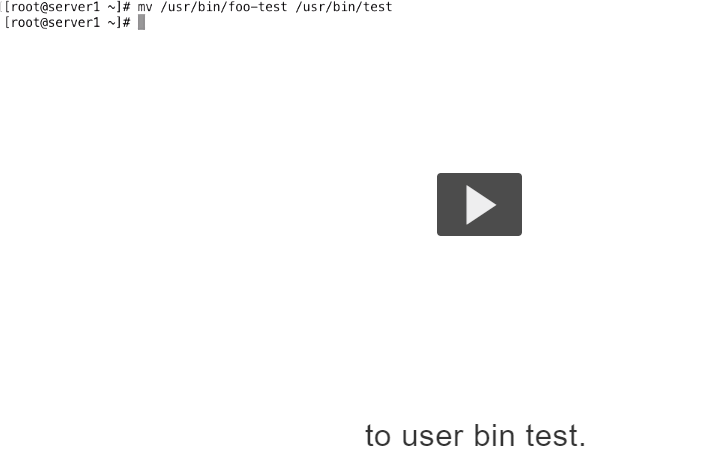 [root@server1 ~]# mv /usr/bin/foo-test /usr/bin/test
[root@server1 ~]#
to user bin test.